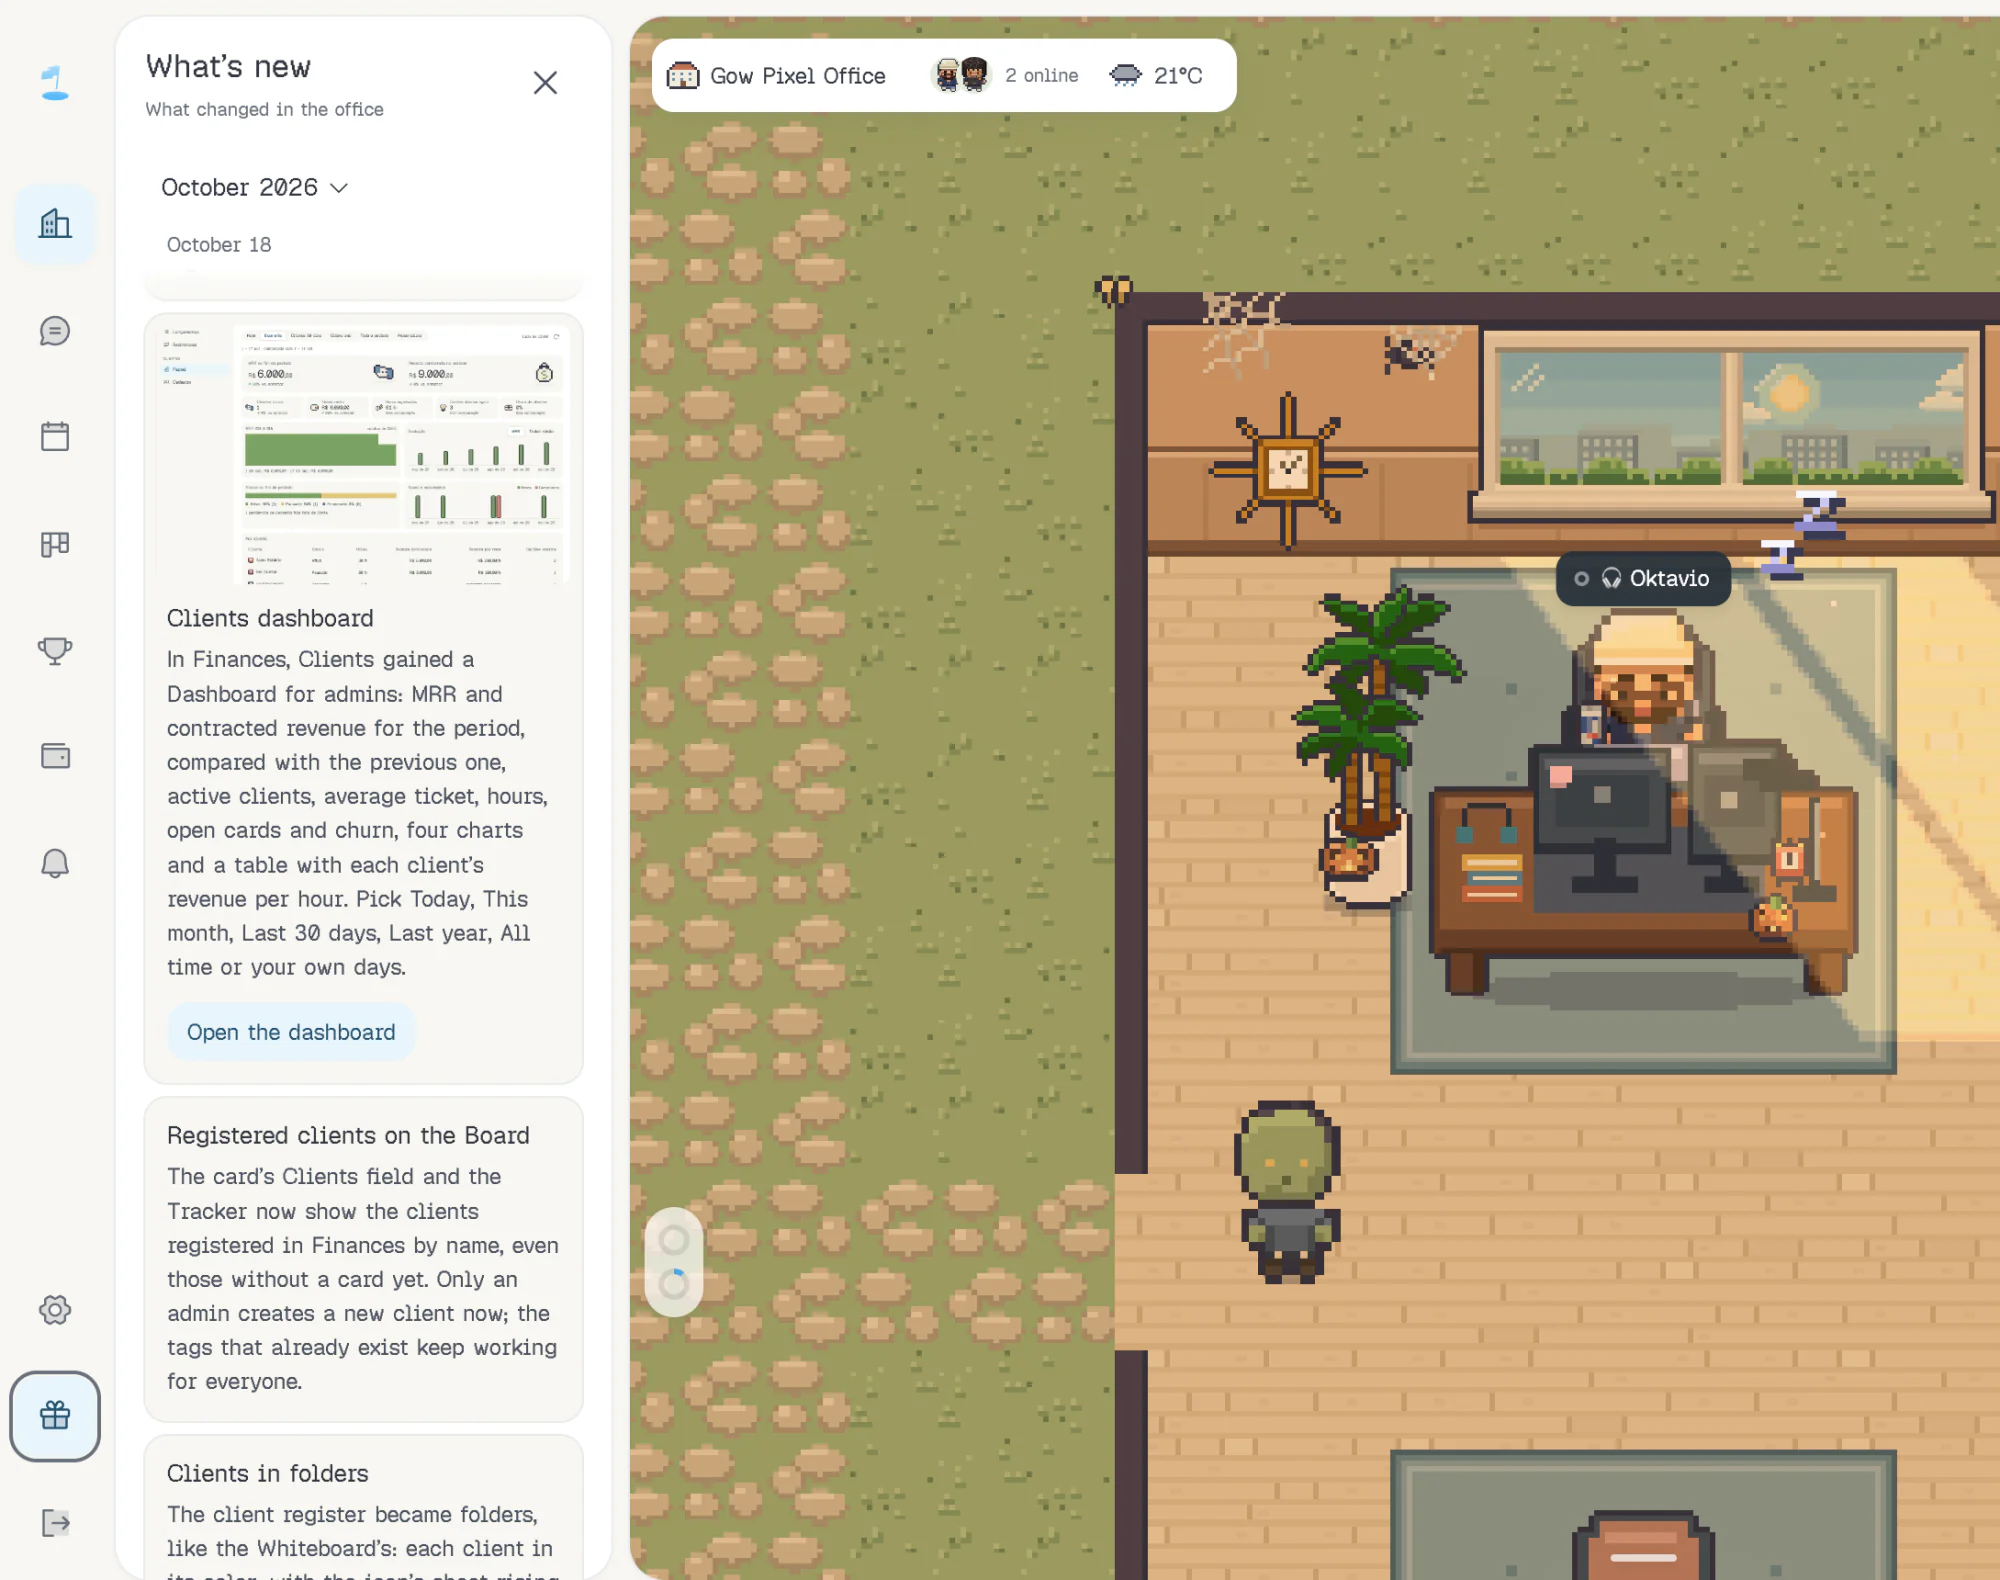 What's new
What changed in the office
October 2026
October 18
R$ 6.000,00
R$ 9.000,00
Clients dashboard
In Finances, Clients gained a
Dashboard for admins: MRR and
contracted revenue for the period,
compared with the previous one,
active clients, average ticket, hours,
open cards and churn, four charts
and a table with each client's
revenue per hour. Pick Today, This
month, Last 30 days, Last year, All
time or your own days.
Open the dashboard
Registered clients on the Board
The card's Clients field and the
Tracker now show the clients
registered in Finances by name, even
those without a card yet. Only an
admin creates a new client now; the
tags that already exist keep working
for everyone.
Clients in folders
The client register became folders,
like the Whiteboard's: each client in
Gow Pixel Office
2 online
21°C
Oktavio